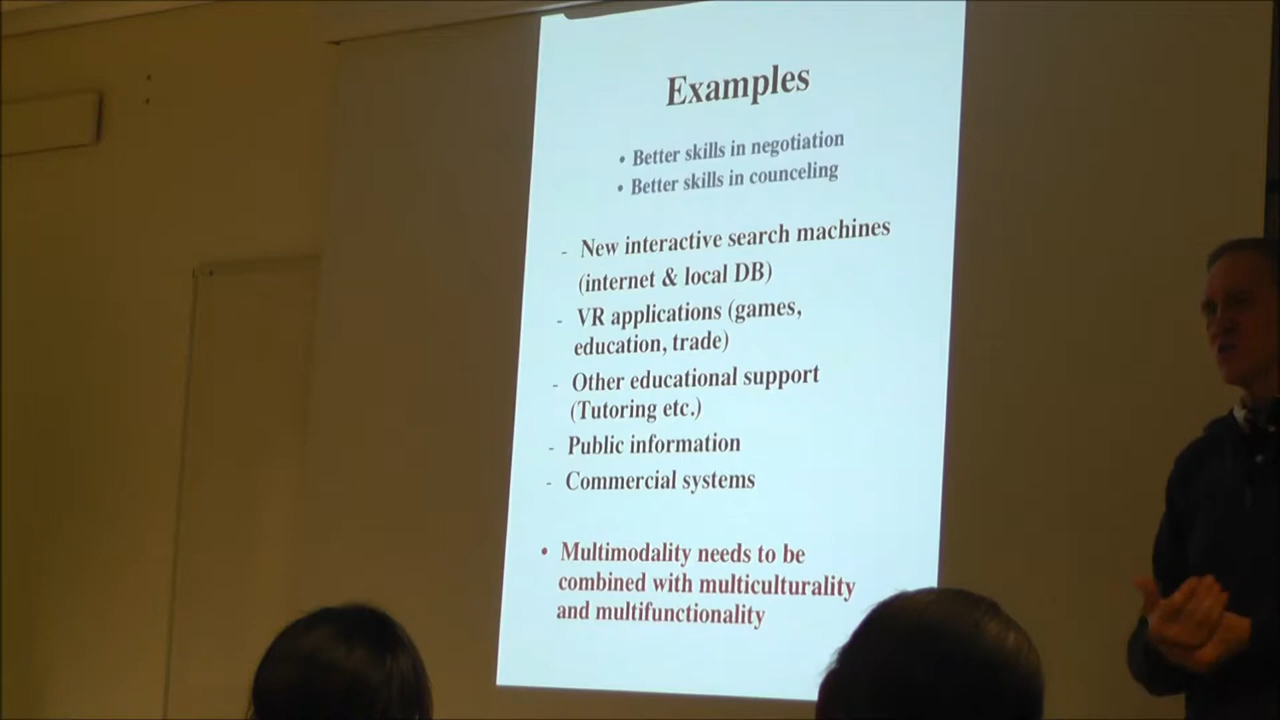 Examples
• Better skills in negotiation
• Better skills in counceling
- New interactive search machines
(internet & local DB)
- VR applications (games,
education, trade)
- Other educational support
(Tutoring etc.)
- Public information
- Commercial systems
• Multimodality needs to be
combined with multiculturality
and multifunctionality